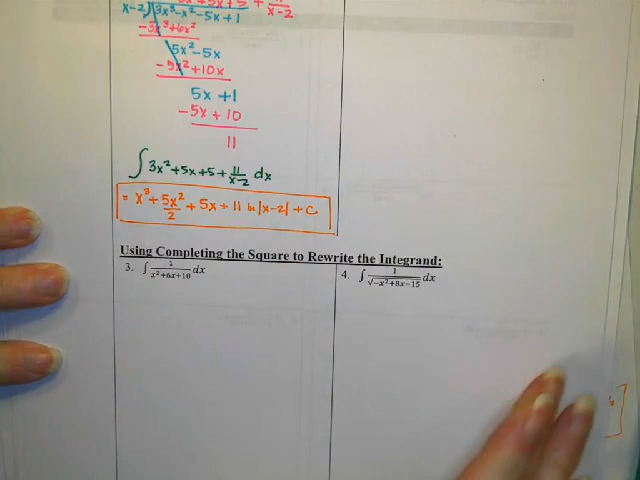 x-2 3x³-x²-5x+1 + 11/x-2
-3x³+6x²
5x²-5x
-5x²+10x
5x+1
-5x+10
11
∫ 3x²+5x+5+11/x-2 dx
= x³+5x²/2+5x+11 ln|x-2|+C
Using Completing the Square to Rewrite the Integrand:
3. ∫ 1/x²+6x+10 dx
4. ∫ 1/√-x²+8x-15 dx